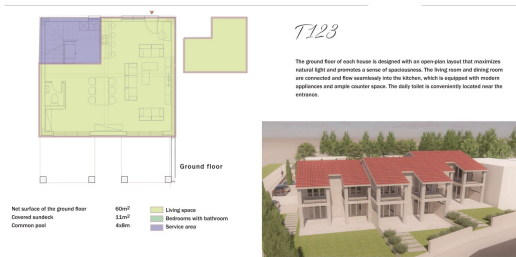 T123
The ground floor of each house is designed with an open-plan layout that maximizes
natural light and promotes a sense of spaciousness. The living room and dining room
are connected and flow seamlessly into the kitchen, which is equipped with modern
appliances and ample counter space. The daily toilet is conveniently located near the
entrance.
Ground floor
Net surface of the ground floor 60m²
Covered sundeck 11m²
Common pool 4x8m
Living space
Bedrooms with bathroom
Service area